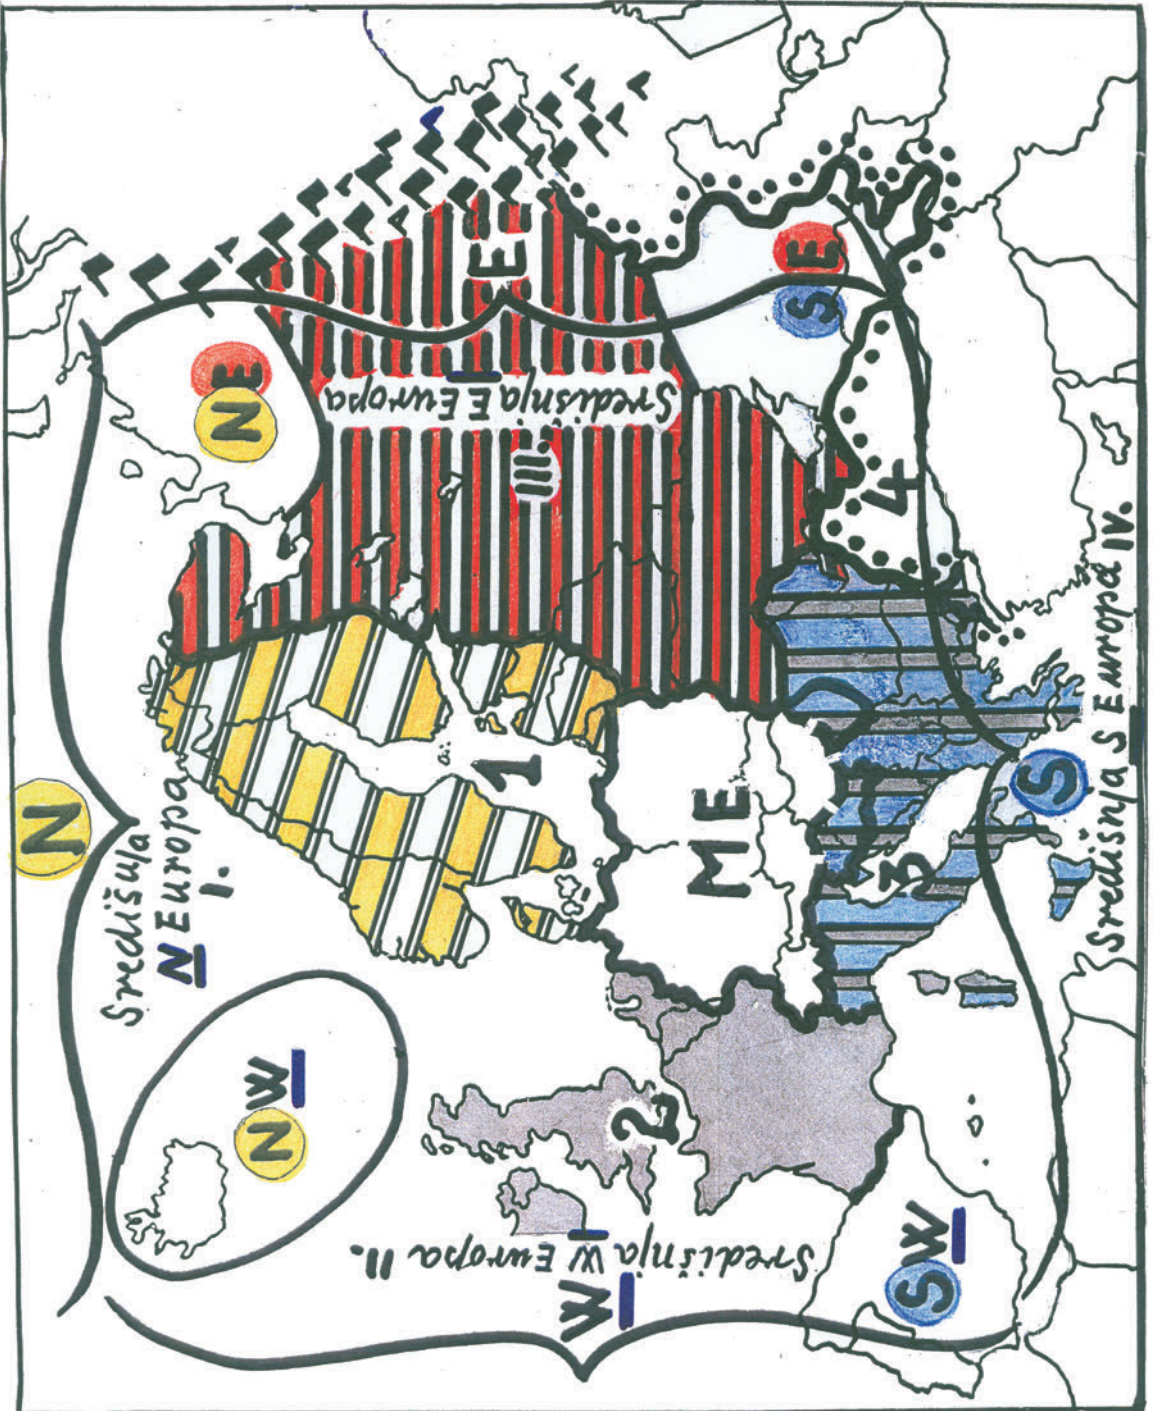 N
Središnja
N Europa
I.
NW
NE
1
W
Središnja W Europa II.
2
ME
III.
Središnja E Europa
E
SW
3
S
4
SE
Središnja S Europa IV.